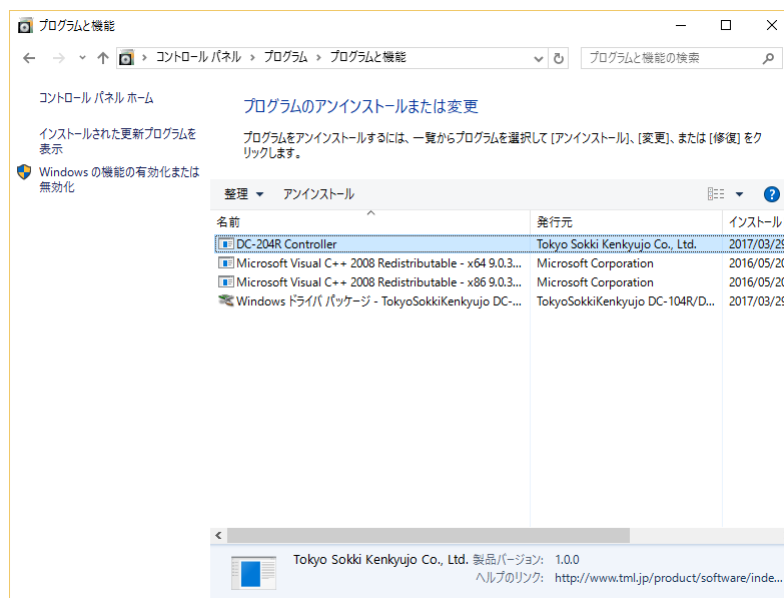 プログラムと機能
コントロール パネル > プログラム > プログラムと機能
プログラムと機能の検索
コントロール パネル ホーム
インストールされた更新プログラムを
表示
Windows の機能の有効化または
無効化
プログラムのアンインストールまたは変更
プログラムをアンインストールするには、一覧からプログラムを選択して [アンインストール]、[変更]、または [修復] をク
リックします。
整理 アンインストール
名前 発行元 インストール
DC-204R Controller Tokyo Sokki Kenkyujo Co., Ltd. 2017/03/29
Microsoft Visual C++ 2008 Redistributable - x64 9.0.3... Microsoft Corporation 2016/05/20
Microsoft Visual C++ 2008 Redistributable - x86 9.0.3... Microsoft Corporation 2016/05/20
Windows ドライバ パッケージ - TokyoSokkiKenkyujo DC-... TokyoSokkiKenkyujo DC-104R/D... 2017/03/29
Tokyo Sokki Kenkyujo Co., Ltd. 製品バージョン: 1.0.0
ヘルプのリンク: http://www.tml.jp/product/software/inde...